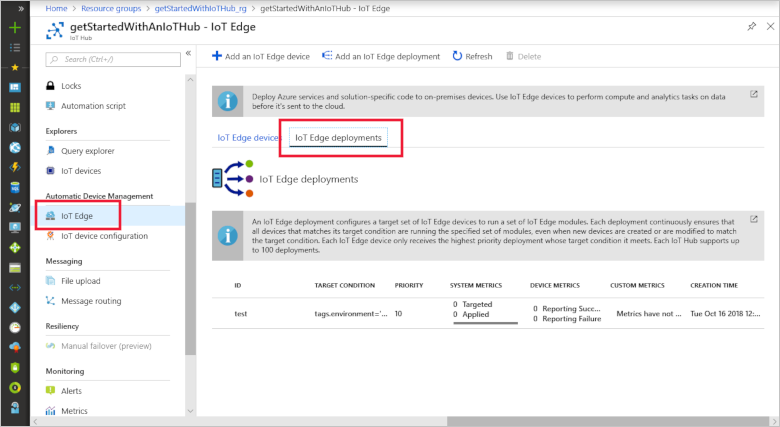 Home > Resource groups > getStartedWithIoTHub_rg > getStartedWithAnIoTHub - IoT Edge
getStartedWithAnIoTHub - IoT Edge
IoT Hub
Search (Ctrl+/)
Locks
Automation script
Explorers
Query explorer
IoT devices
Automatic Device Management
IoT Edge
IoT device configuration
Messaging
File upload
Message routing
Resiliency
Manual failover (preview)
Monitoring
Alerts
Metrics
Add an IoT Edge device
Add an IoT Edge deployment
Refresh
Delete
Deploy Azure services and solution-specific code to on-premises devices. Use IoT Edge devices to perform compute and analytics tasks on data
before it's sent to the cloud.
IoT Edge devices
IoT Edge deployments
IoT Edge deployments
An IoT Edge deployment configures a target set of IoT Edge devices to run a set of IoT Edge modules. Each deployment continuously ensures that
all devices that matches its target condition are running the specified set of modules, even when new devices are created or are modified to match
the target condition. Each IoT Edge device only receives the highest priority deployment whose target condition it meets. Each IoT Hub supports
up to 100 deployments.
ID TARGET CONDITION PRIORITY SYSTEM METRICS DEVICE METRICS CUSTOM METRICS CREATION TIME
test tags.environment='... 10 0 Targeted 0 Reporting Succ... Metrics have not ... Tue Oct 16 2018 12:...
0 Applied 0 Reporting Failure